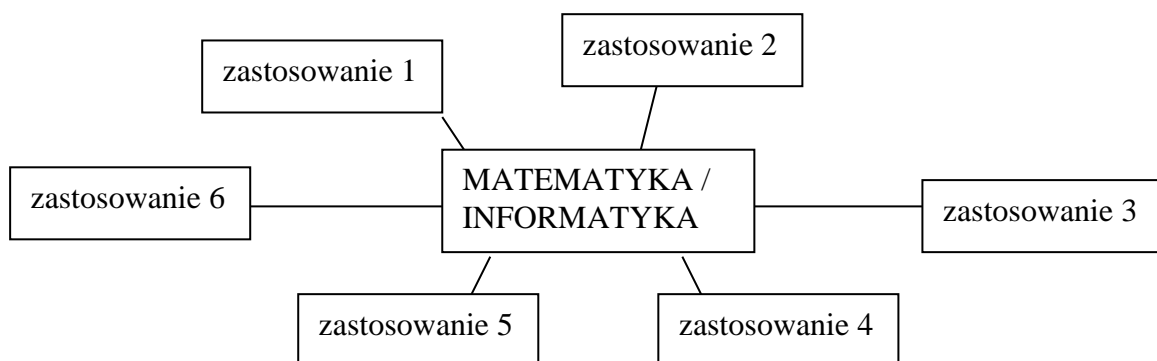 zastosowanie 2
zastosowanie 1
MATEMATYKA /
INFORMATYKA
zastosowanie 6
zastosowanie 3
zastosowanie 5
zastosowanie 4